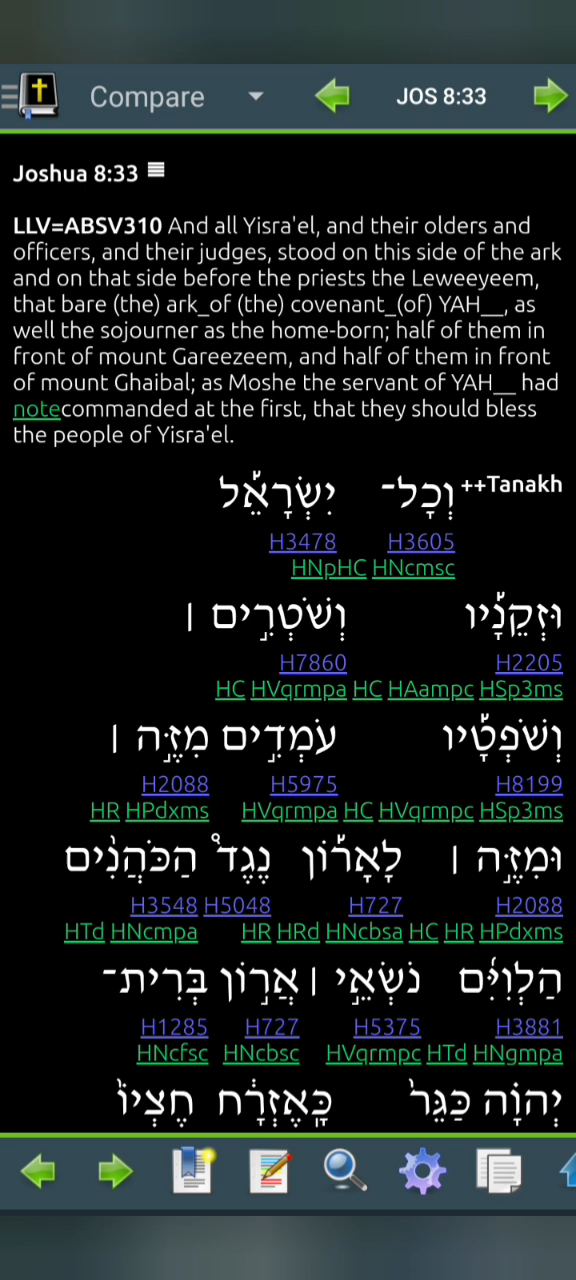 Compare
JOS 8:33
Joshua 8:33
LLV=ABSV310 And all Yisra'el, and their olders and
officers, and their judges, stood on this side of the ark
and on that side before the priests the Leweeyeem,
that bare (the) ark_of (the) covenant_(of) YAH__, as
well the sojourner as the home-born; half of them in
front of mount Gareezeem, and half of them in front
of mount Ghaibal; as Moshe the servant of YAH__ had
notecommanded at the first, that they should bless
the people of Yisra'el.
++Tanakh וְכָל־ יִשְׂרָאֵ֡ל
H3605 H3478
HNcmsc HNpHC
וּזְקֵנָ֡יו וְשֹׁטְרִ֣ים ׀
H2205 H7860
HC HVqrmpa HC HAampc HSp3ms
וְשֹׁפְטָ֡יו עֹמְדִ֣ים מִזֶּ֣ה ׀
H8199 H5975 H2088
HR HPdxms HVqrmpa HC HVqrmpc HSp3ms
וּמִזֶּ֣ה ׀ לָאָר֡וֹן נֶגֶד֩ הַכֹּהֲנִ֨ים
H2088 H727 H5048 H3548
HTd HNcmpa HR HRd HNcbsa HC HR HPdxms
הַלְוִיִּ֜ם נֹשְׂאֵ֣י ׀ אֲר֣וֹן בְּרִית־
H3881 H5375 H727 H1285
HNcfsc HNcbsc HVqrmpc HTd HNgmpa
יְהוָ֗ה כַּגֵּר֙ כָּֽאֶזְרָ֔ח חֶצְיוֹ֙